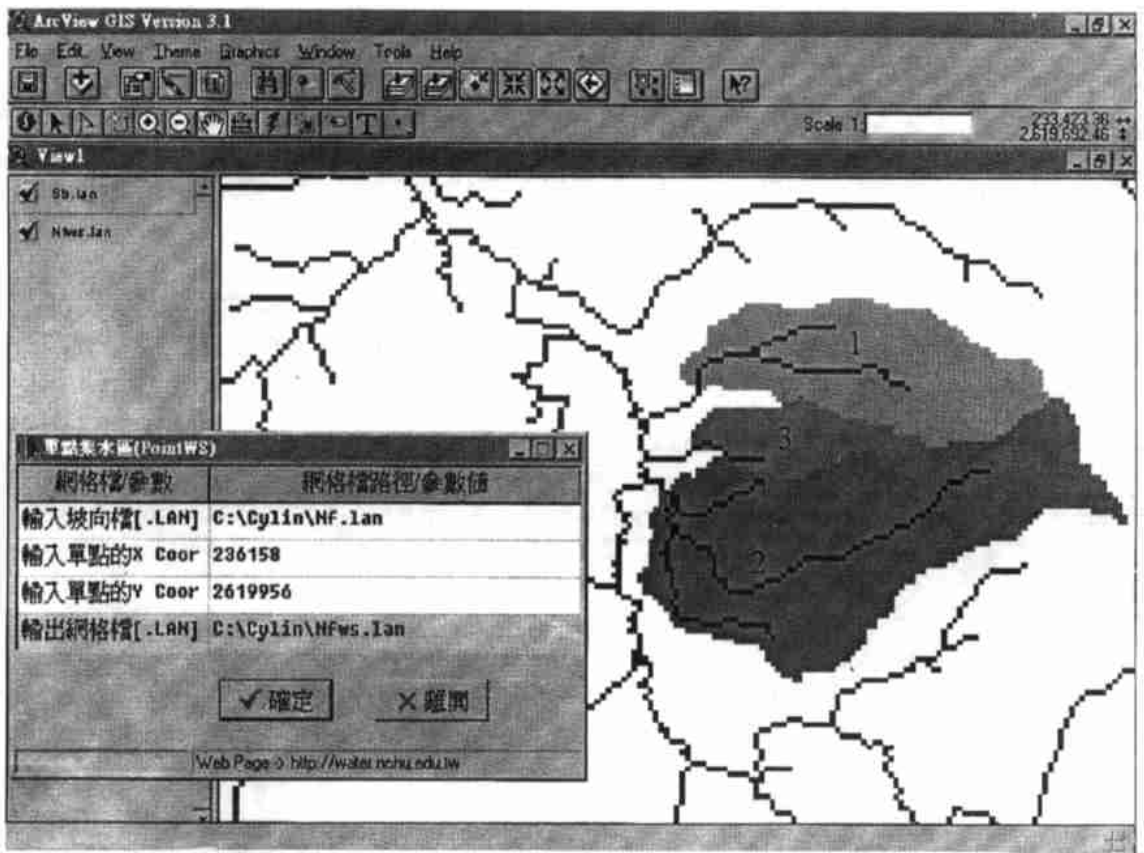 ArcView GIS Version 3.1
File Edit View Theme Graphics Window Tools Help
Scale 1:
233,423.36
2,619,692.46
View1
Sb.lan
Nfws.lan
1
3
2
單點集水區(PointWS)
網格檔/參數 網格檔路徑/參數值
輸入坡向檔[.LAN] C:\Cylin\Nf.lan
輸入單點的X Coor 236158
輸入單點的Y Coor 2619956
輸出網格檔[.LAN] C:\Cylin\Nfws.lan
確定 離開
Web Page -> http://water.nchu.edu.tw